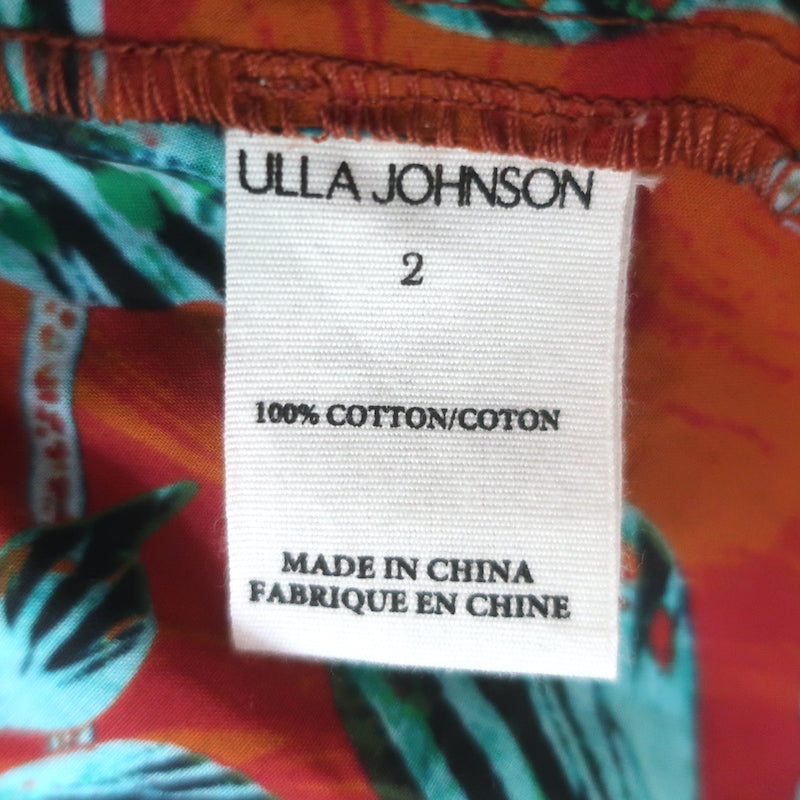 ULLA JOHNSON
2
100% COTTON/COTON
MADE IN CHINA
FABRIQUE EN CHINE